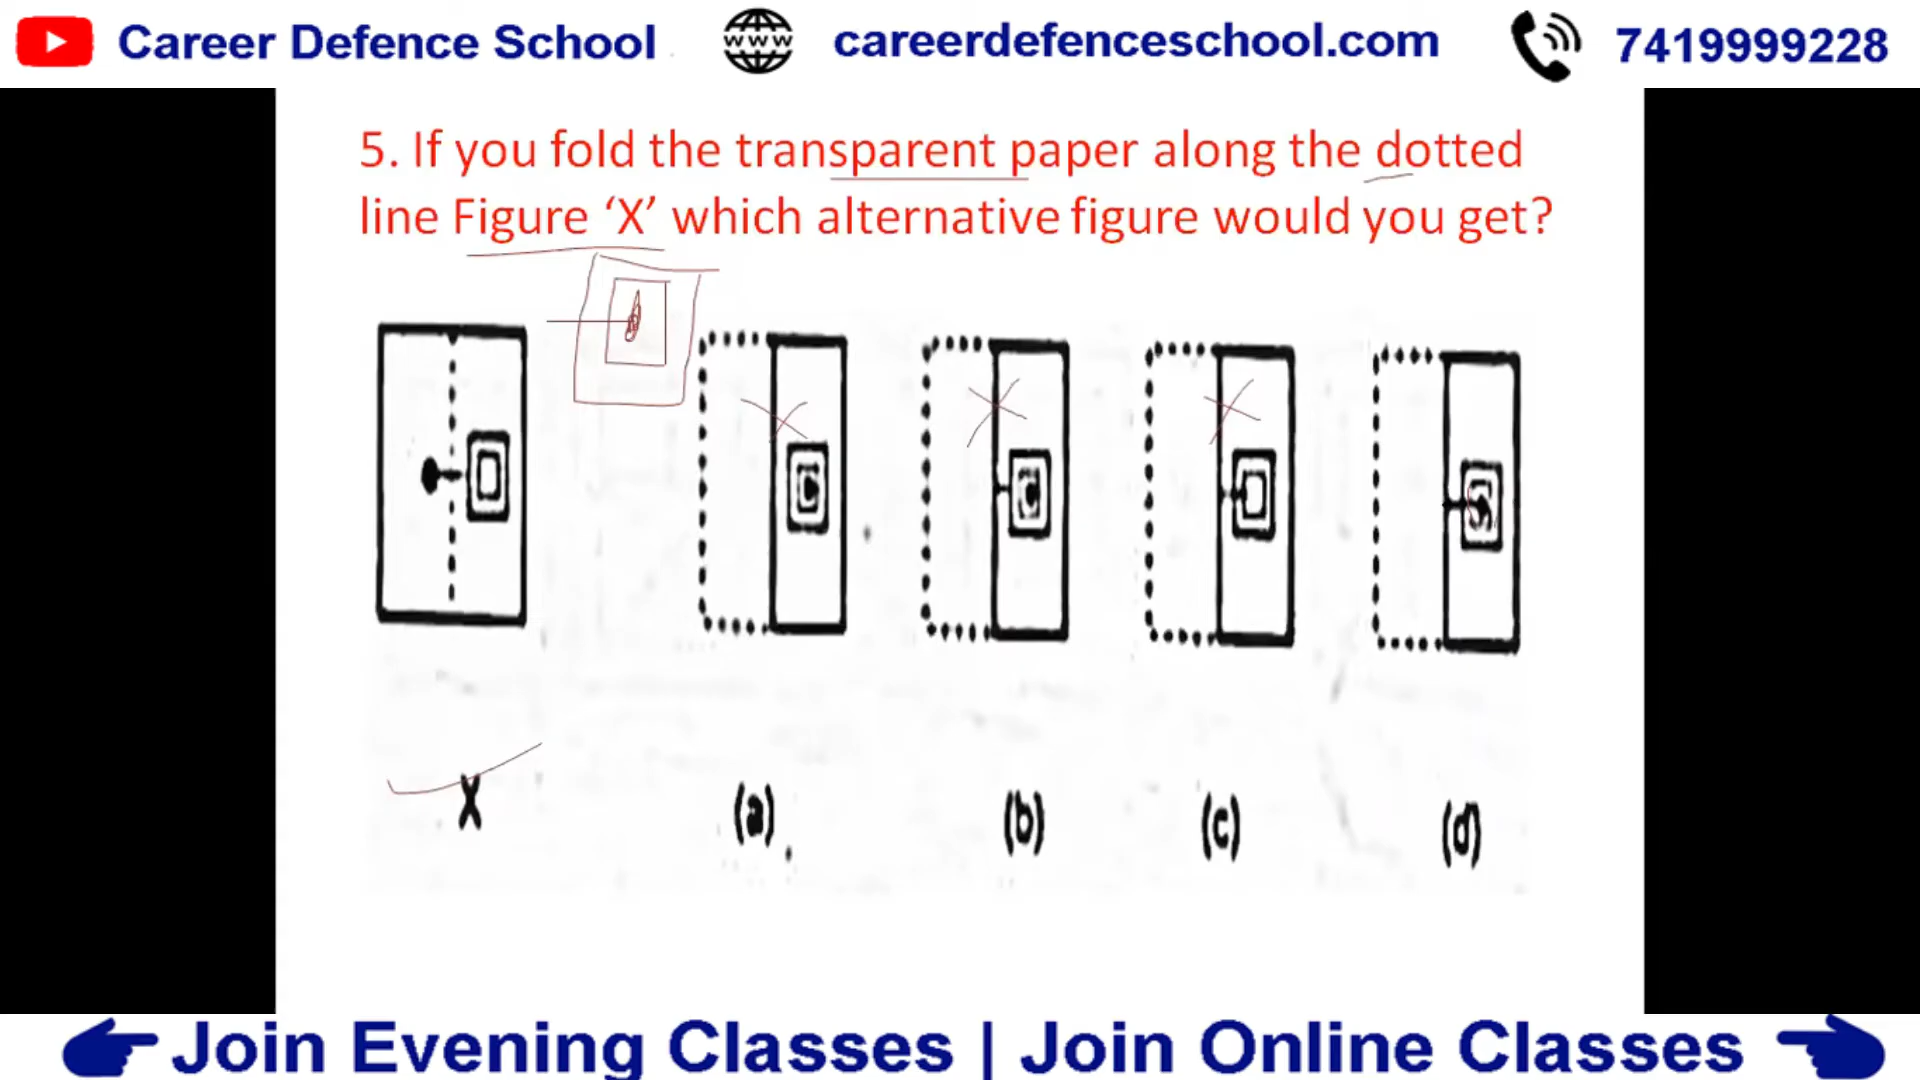 Career Defence School
www
careerdefenceschool.com
7419999228
5. If you fold the transparent paper along the dotted
line Figure ‘X’ which alternative figure would you get?
X
(a)
(b)
(c)
(d)
Join Evening Classes | Join Online Classes